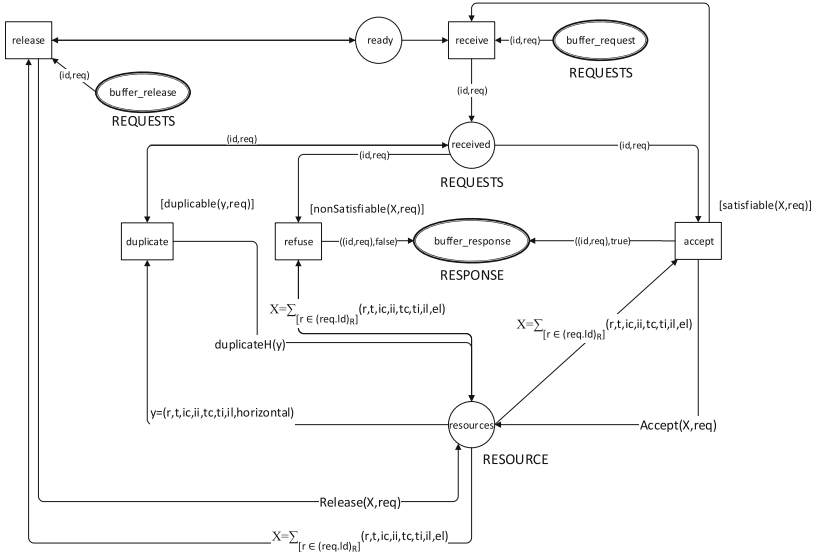 release
ready
receive
(id,req)
buffer_request
REQUESTS
(id,req)
buffer_release
REQUESTS
(id,req)
(id,req)
received
(id,req)
(id,req)
REQUESTS
[duplicable(y,req)]
[nonSatisfiable(X,req)]
[satisfiable(X,req)]
duplicate
refuse
((id,req),false)
buffer_response
((id,req),true)
accept
RESPONSE
X=∑[r ∈ (req.Id)R](r,t,ic,ii,tc,ti,il,el)
X=∑[r ∈ (req.Id)R](r,t,ic,ii,tc,ti,il,el)
duplicateH(y)
y=(r,t,ic,ii,tc,ti,il,horizontal)
resources
Accept(X,req)
RESOURCE
Release(X,req)
X=∑[r ∈ (req.Id)R](r,t,ic,ii,tc,ti,il,el)